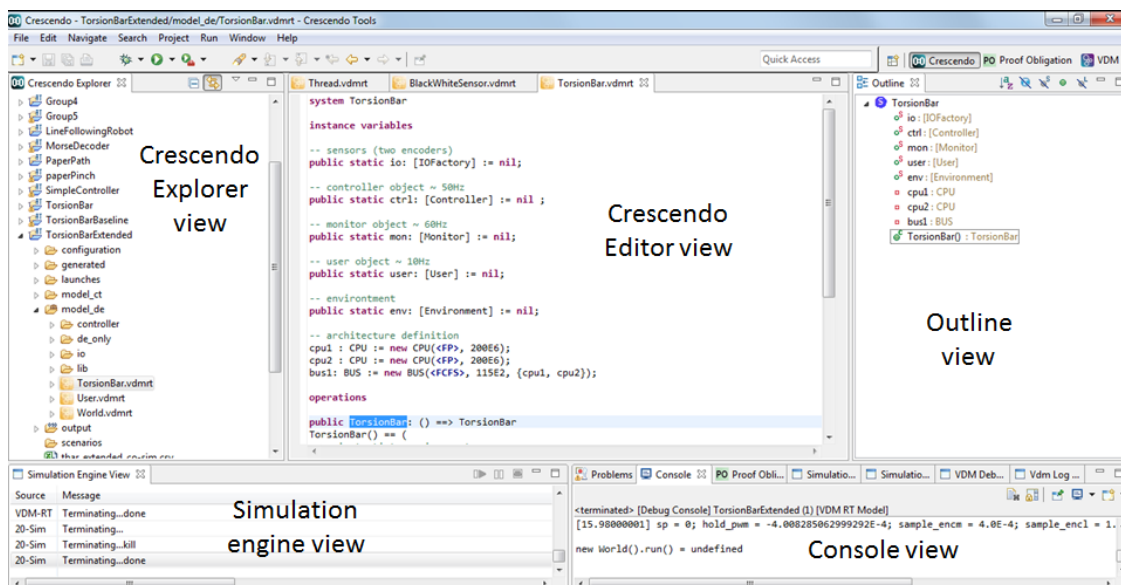 Crescendo - TorsionBarExtended/model_de/TorsionBar.vdmrt - Crescendo Tools
File Edit Navigate Search Project Run Window Help
Quick Access
Crescendo PO Proof Obligation VDM
Crescendo Explorer
Group4
Group5
LineFollowingRobot
MorseDecoder
PaperPath
paperPinch
SimpleController
TorsionBar
TorsionBarBaseline
TorsionBarExtended
configuration
generated
launches
model_ct
model_de
controller
de_only
io
lib
TorsionBar.vdmrt
User.vdmrt
World.vdmrt
output
scenarios
Crescendo
Explorer
view
Thread.vdmrt BlackWhiteSensor.vdmrt TorsionBar.vdmrt
system TorsionBar
instance variables
-- sensors (two encoders)
public static io: [IOFactory] := nil;
-- controller object ~ 50Hz
public static ctrl: [Controller] := nil ;
-- monitor object ~ 60Hz
public static mon: [Monitor] := nil;
-- user object ~ 10Hz
public static user: [User] := nil;
-- environtment
public static env: [Environment] := nil;
-- architecture definition
cpu1 : CPU := new CPU(<FP>, 200E6);
cpu2 : CPU := new CPU(<FP>, 200E6);
bus1: BUS := new BUS(<FCFS>, 115E2, {cpu1, cpu2});
operations
public TorsionBar: () ==> TorsionBar
TorsionBar() == (
Crescendo
Editor view
Outline
TorsionBar
io : [IOFactory]
ctrl : [Controller]
mon : [Monitor]
user : [User]
env : [Environment]
cpu1 : CPU
cpu2 : CPU
bus1 : BUS
TorsionBar() : TorsionBar
Outline
view
Simulation Engine View
Source Message
VDM-RT Terminating...done
20-Sim Terminating...
20-Sim Terminating...kill
20-Sim Terminating...done
Simulation
engine view
Problems Console PO Proof Obli... Simulatio... Simulatio... VDM Deb... Vdm Log ...
<terminated> [Debug Console] TorsionBarExtended (1) [VDM RT Model]
[15.98000001] sp = 0; hold_pwm = -4.008285062999292E-4; sample_encm = 4.0E-4; sample_encl = 1.
new World().run() = undefined
Console view